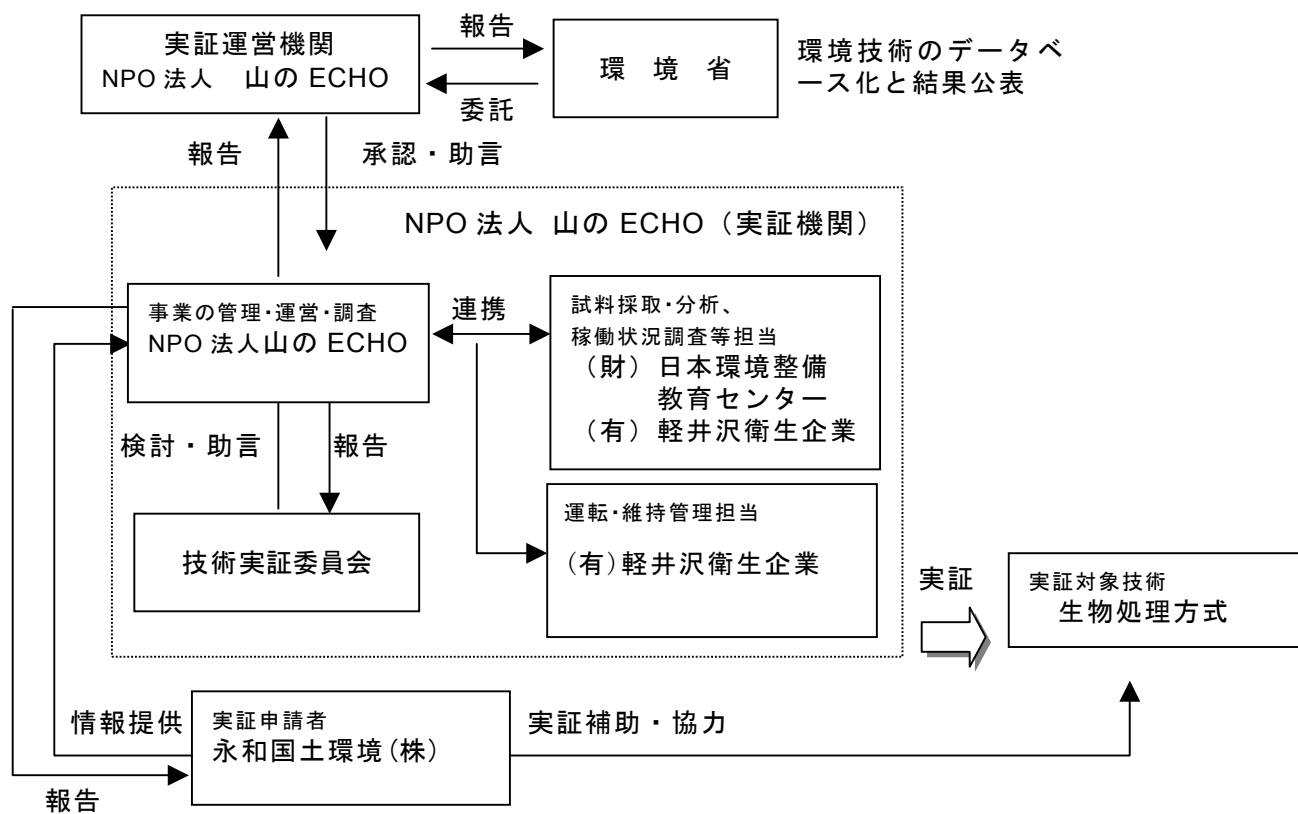 実証運営機関
NPO 法人　山の ECHO
報告
委託
環　境　省
環境技術のデータベ
ース化と結果公表
報告
承認・助言
NPO 法人 山の ECHO（実証機関）
事業の管理・運営・調査
NPO 法人山の ECHO
連携
試料採取・分析、
稼働状況調査等担当
（財）日本環境整備
教育センター
（有）軽井沢衛生企業
検討・助言
報告
技術実証委員会
運転・維持管理担当
（有）軽井沢衛生企業
実証
実証対象技術
生物処理方式
情報提供
実証申請者
永和国土環境（株）
実証補助・協力
報告